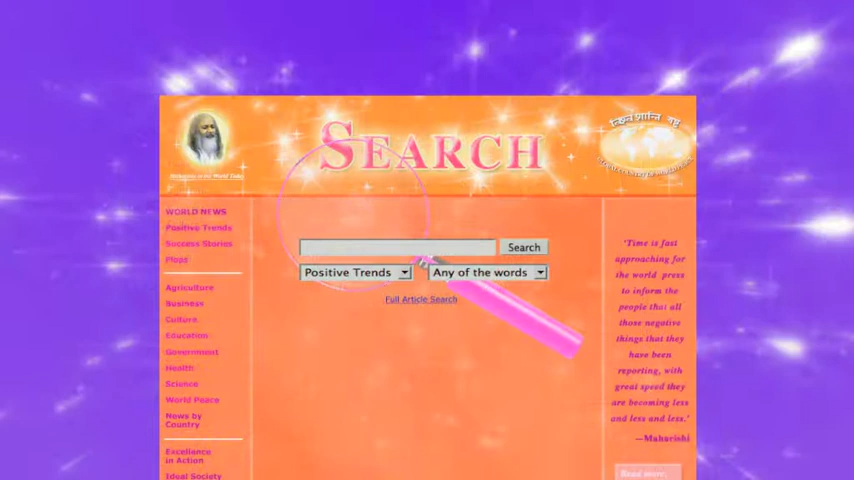 SEARCH
WORLD NEWS
Positive Trends
Success Stories
Flops
Agriculture
Business
Culture
Education
Government
Health
Science
World Peace
News by
Country
Excellence
in Action
Ideal Society
Search
Positive Trends
Any of the words
Full Article Search
'Time is fast
approaching for
the world press
to inform the
people that all
those negative
things that they
have been
reporting, with
great speed they
are becoming less
and less and less.'
—Maharishi
Read more.